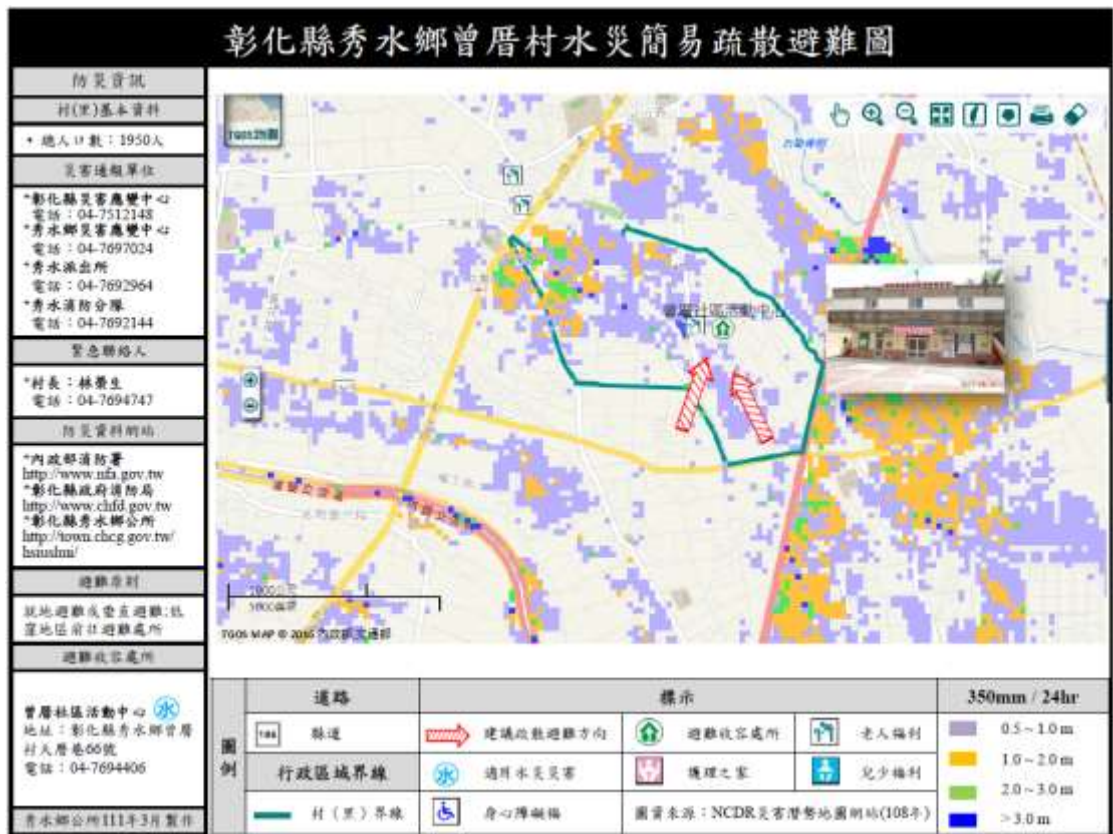 彰化縣秀水鄉曾厝村水災簡易疏散避難圖
防災資訊
村(里)基本資料
• 總人口數：1950人
災害通報單位
*彰化縣災害應變中心
電話：04-7512148
*秀水鄉災害應變中心
電話：04-7697024
*秀水派出所
電話：04-7692964
*秀水消防分隊
電話：04-7692144
緊急聯絡人
*村長：林榮生
電話：04-7694747
防災資料網站
*內政部消防署
http://www.nfa.gov.tw
*彰化縣政府消防局
http://www.chfd.gov.tw
*彰化縣秀水鄉公所
http://town.chcg.gov.tw/
避難原則
就地避難或垂直避難;低
窪地區前往避難處所
避難收容處所
曾厝社區活動中心 水
地址：彰化縣秀水鄉曾厝
村大厝巷66號
電話：04-7694406
秀水鄉公所111年3月製作
曾厝社區活動中心
TGOS MAP © 2016 內政部,交通部
圖例
道路
縣道
行政區域界線
村（里）界線
標示
建議疏散避難方向
避難收容處所
老人福利
水
適用水災災害
護理之家
兒少福利
身心障礙福
圖資來源：NCDR災害潛勢地圖網站(108年)
350mm / 24hr
0.5 ~ 1.0 m
1.0 ~ 2.0 m
2.0 ~ 3.0 m
> 3.0 m